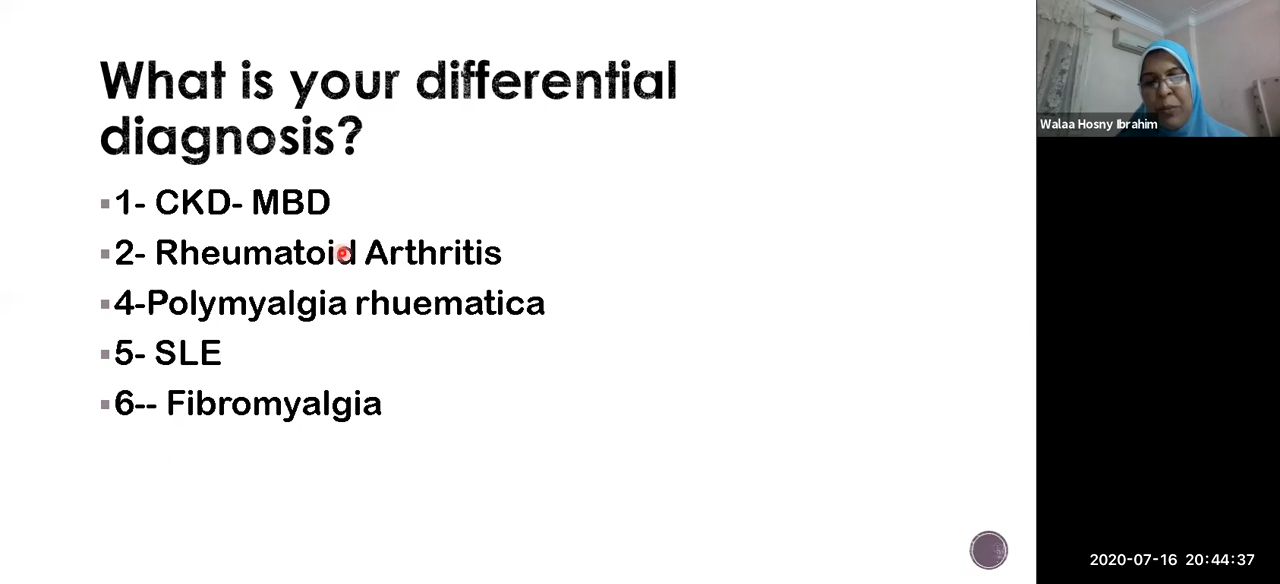 What is your differential
diagnosis?
1- CKD- MBD
2- Rheumatoid Arthritis
4-Polymyalgia rhuematica
5- SLE
6-- Fibromyalgia
Walaa Hosny Ibrahim
2020-07-16 20:44:37